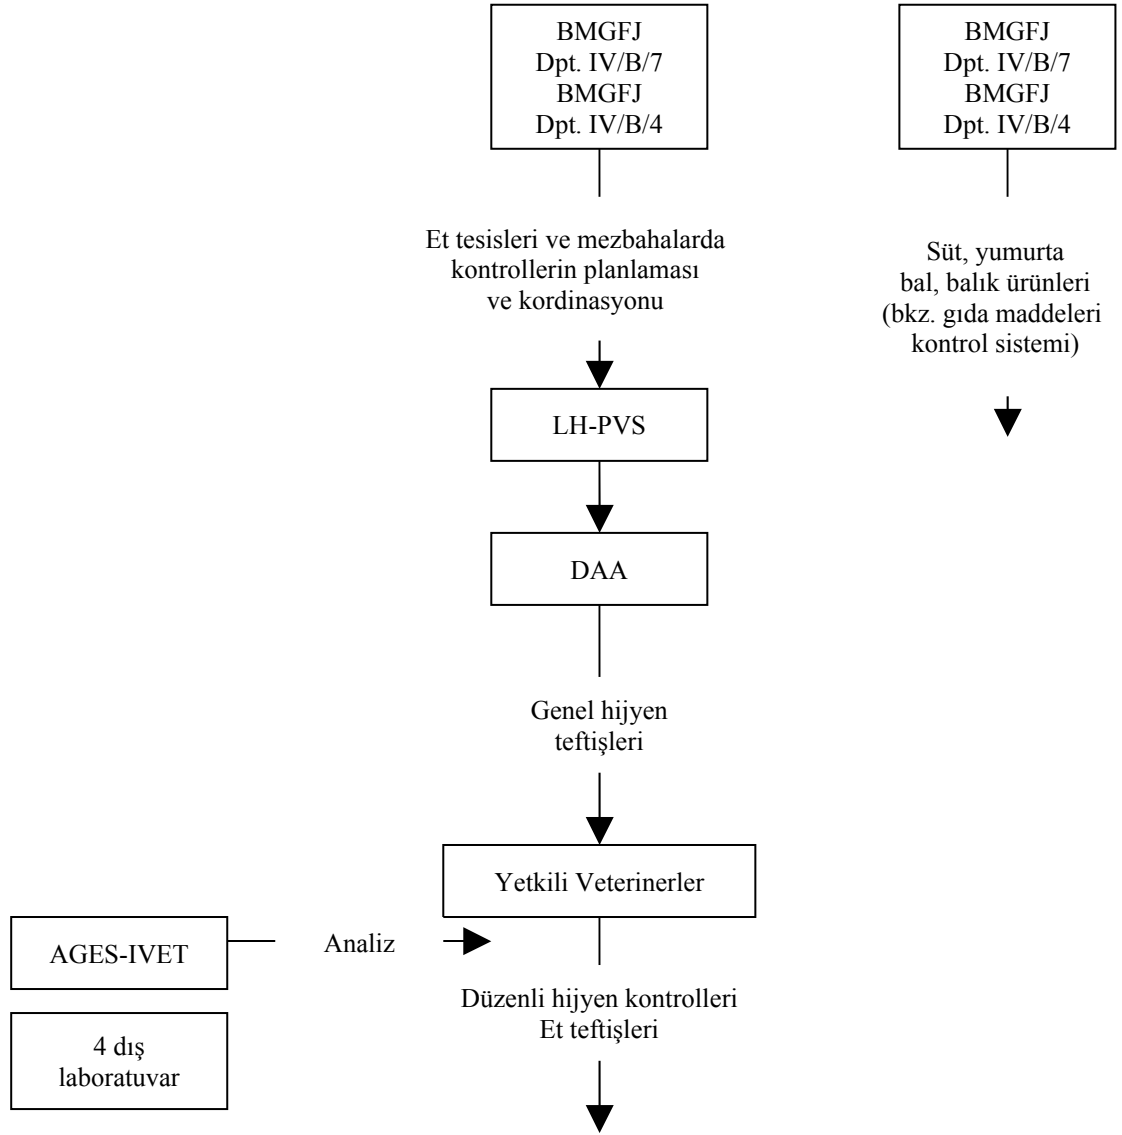 BMGFJ
Dpt. IV/B/7
BMGFJ
Dpt. IV/B/4
BMGFJ
Dpt. IV/B/7
BMGFJ
Dpt. IV/B/4
Et tesisleri ve mezbahalarda
kontrollerin planlaması
ve kordinasyonu
Süt, yumurta
bal, balık ürünleri
(bkz. gıda maddeleri
kontrol sistemi)
LH-PVS
DAA
Genel hijyen
teftişleri
Yetkili Veterinerler
AGES-IVET
Analiz
Düzenli hijyen kontrolleri
Et teftişleri
4 dış
laboratuvar